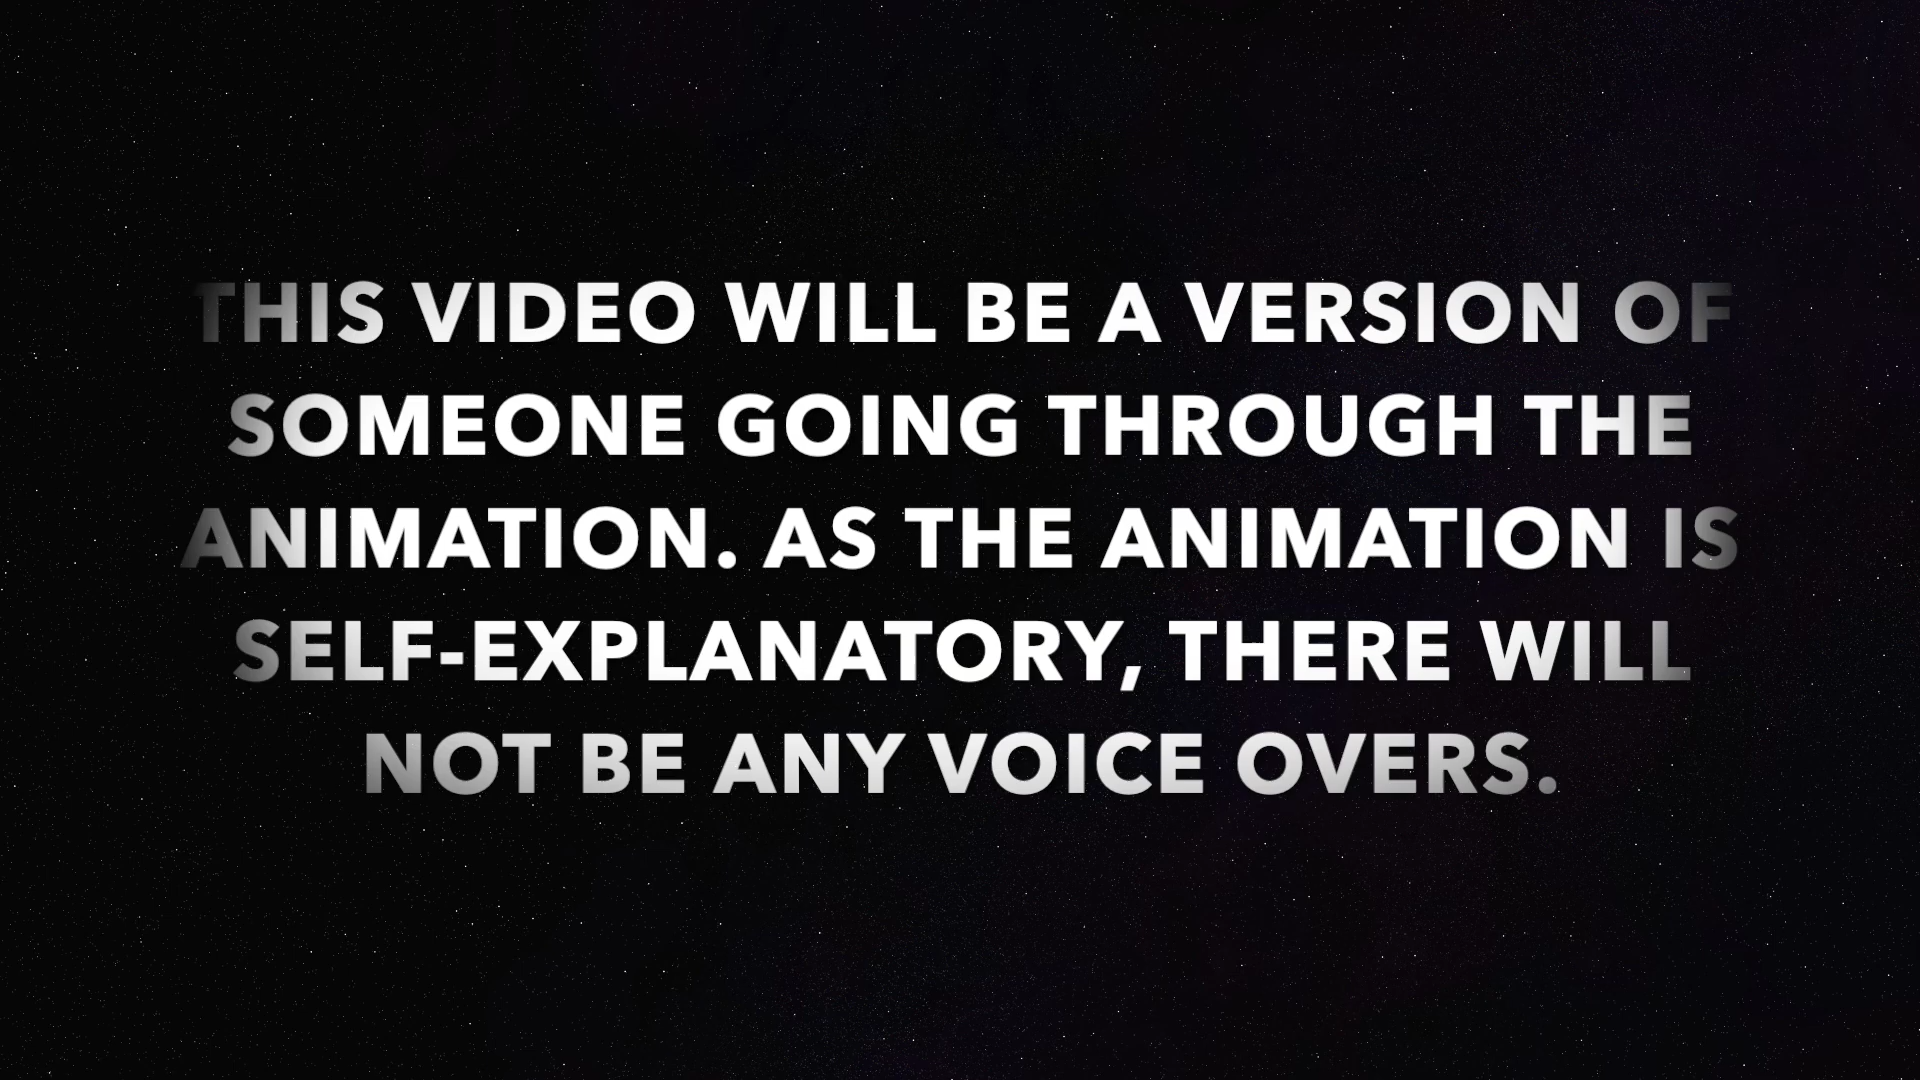 THIS VIDEO WILL BE A VERSION OF
SOMEONE GOING THROUGH THE
ANIMATION. AS THE ANIMATION IS
SELF-EXPLANATORY, THERE WILL
NOT BE ANY VOICE OVERS.